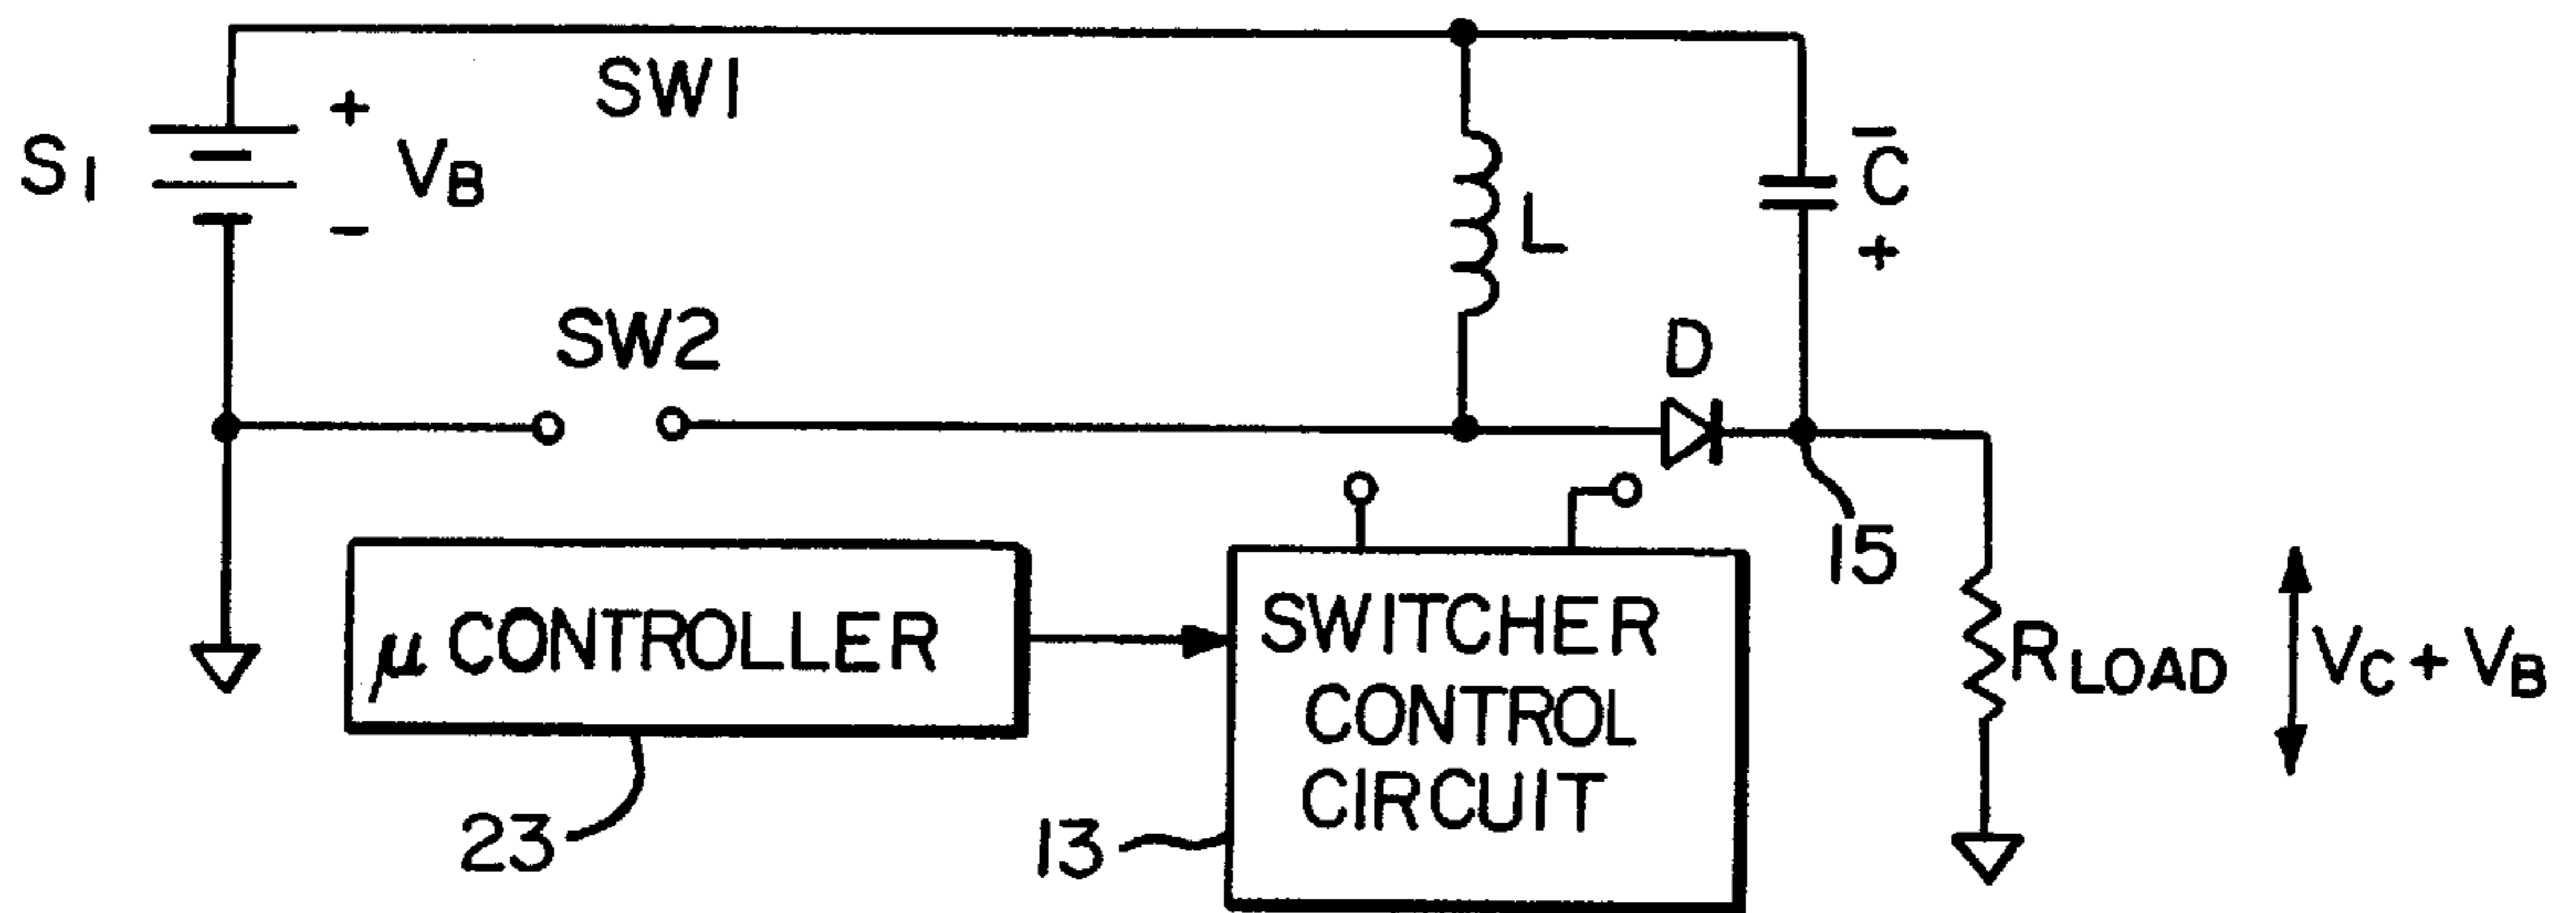 SW1
S1
+
VB
-
-
C
+
L
SW2
D
15
μ CONTROLLER
SWITCHER
CONTROL
CIRCUIT
RLOAD
VC + VB
23
13